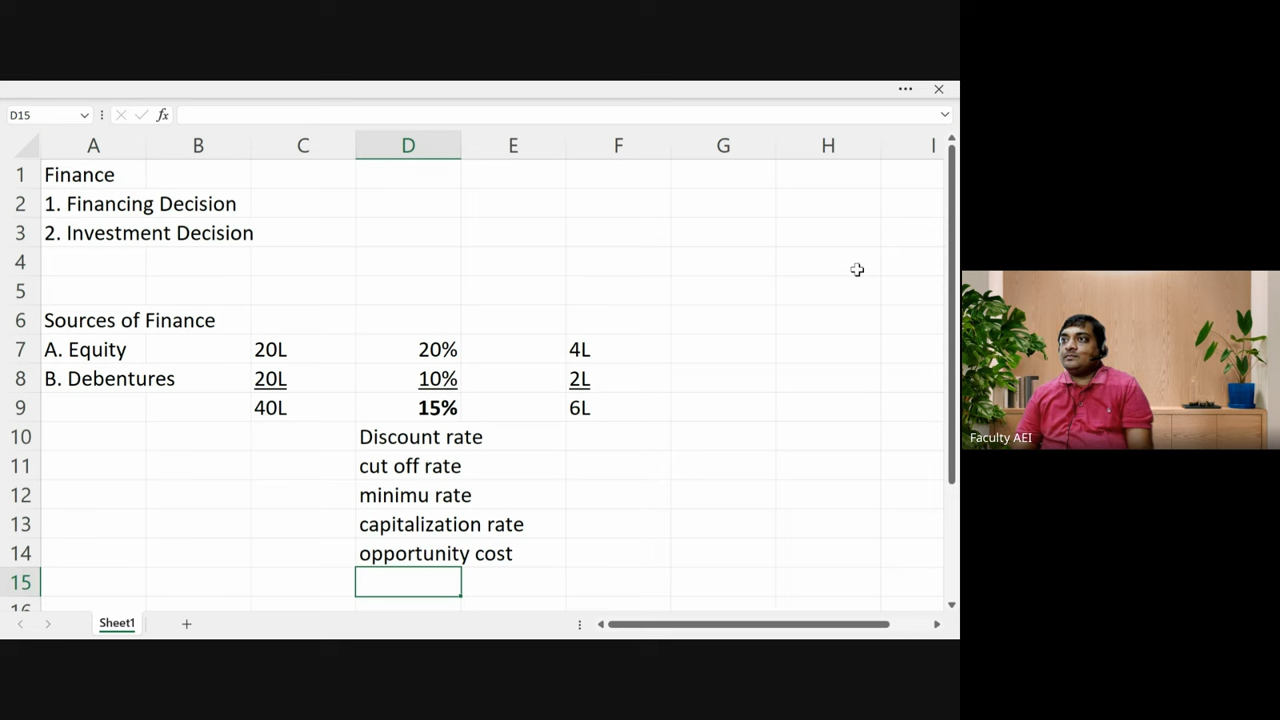 D15
fx
A B C D E F G H I
1 Finance
2 1. Financing Decision
3 2. Investment Decision
4
5
6 Sources of Finance
7 A. Equity 20L 20% 4L
8 B. Debentures 20L 10% 2L
9 40L 15% 6L
10 Discount rate
11 cut off rate
12 minimu rate
13 capitalization rate
14 opportunity cost
15
16
Sheet1
Faculty AEI